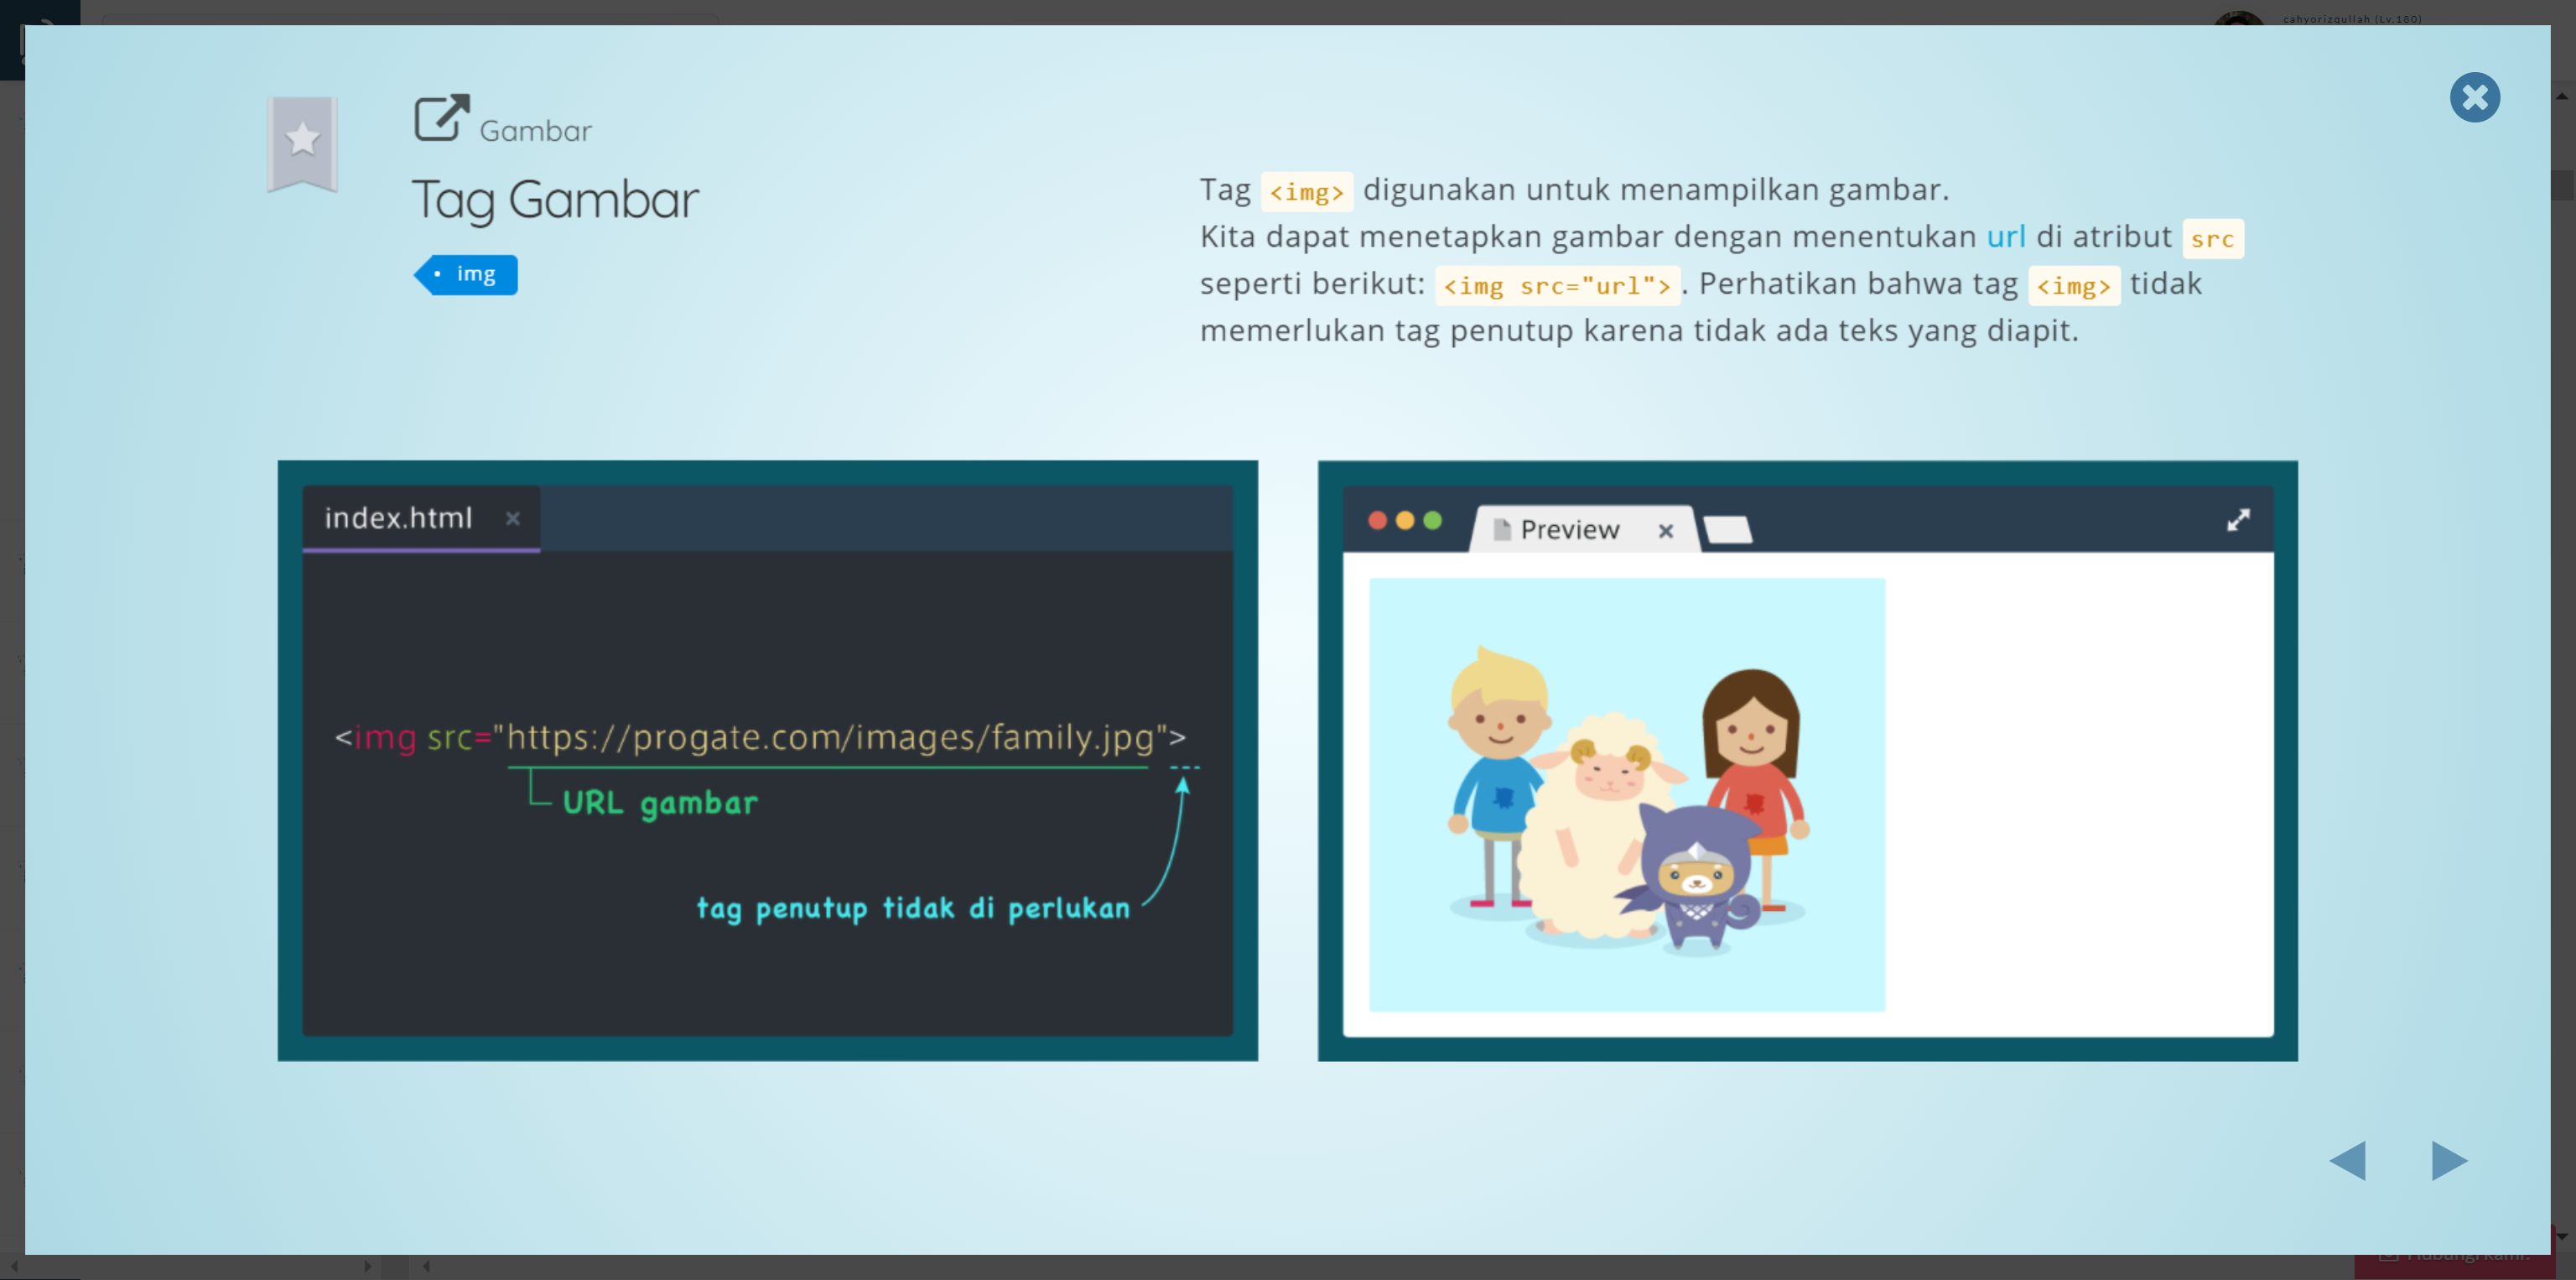 cahyorizqullah (Lv.180)
Gambar
Tag Gambar
img
Tag <img> digunakan untuk menampilkan gambar.
Kita dapat menetapkan gambar dengan menentukan url di atribut src
seperti berikut: <img src="url">. Perhatikan bahwa tag <img> tidak
memerlukan tag penutup karena tidak ada teks yang diapit.
index.html
<img src="https://progate.com/images/family.jpg">
URL gambar
tag penutup tidak di perlukan
Preview
Hubungi kami.